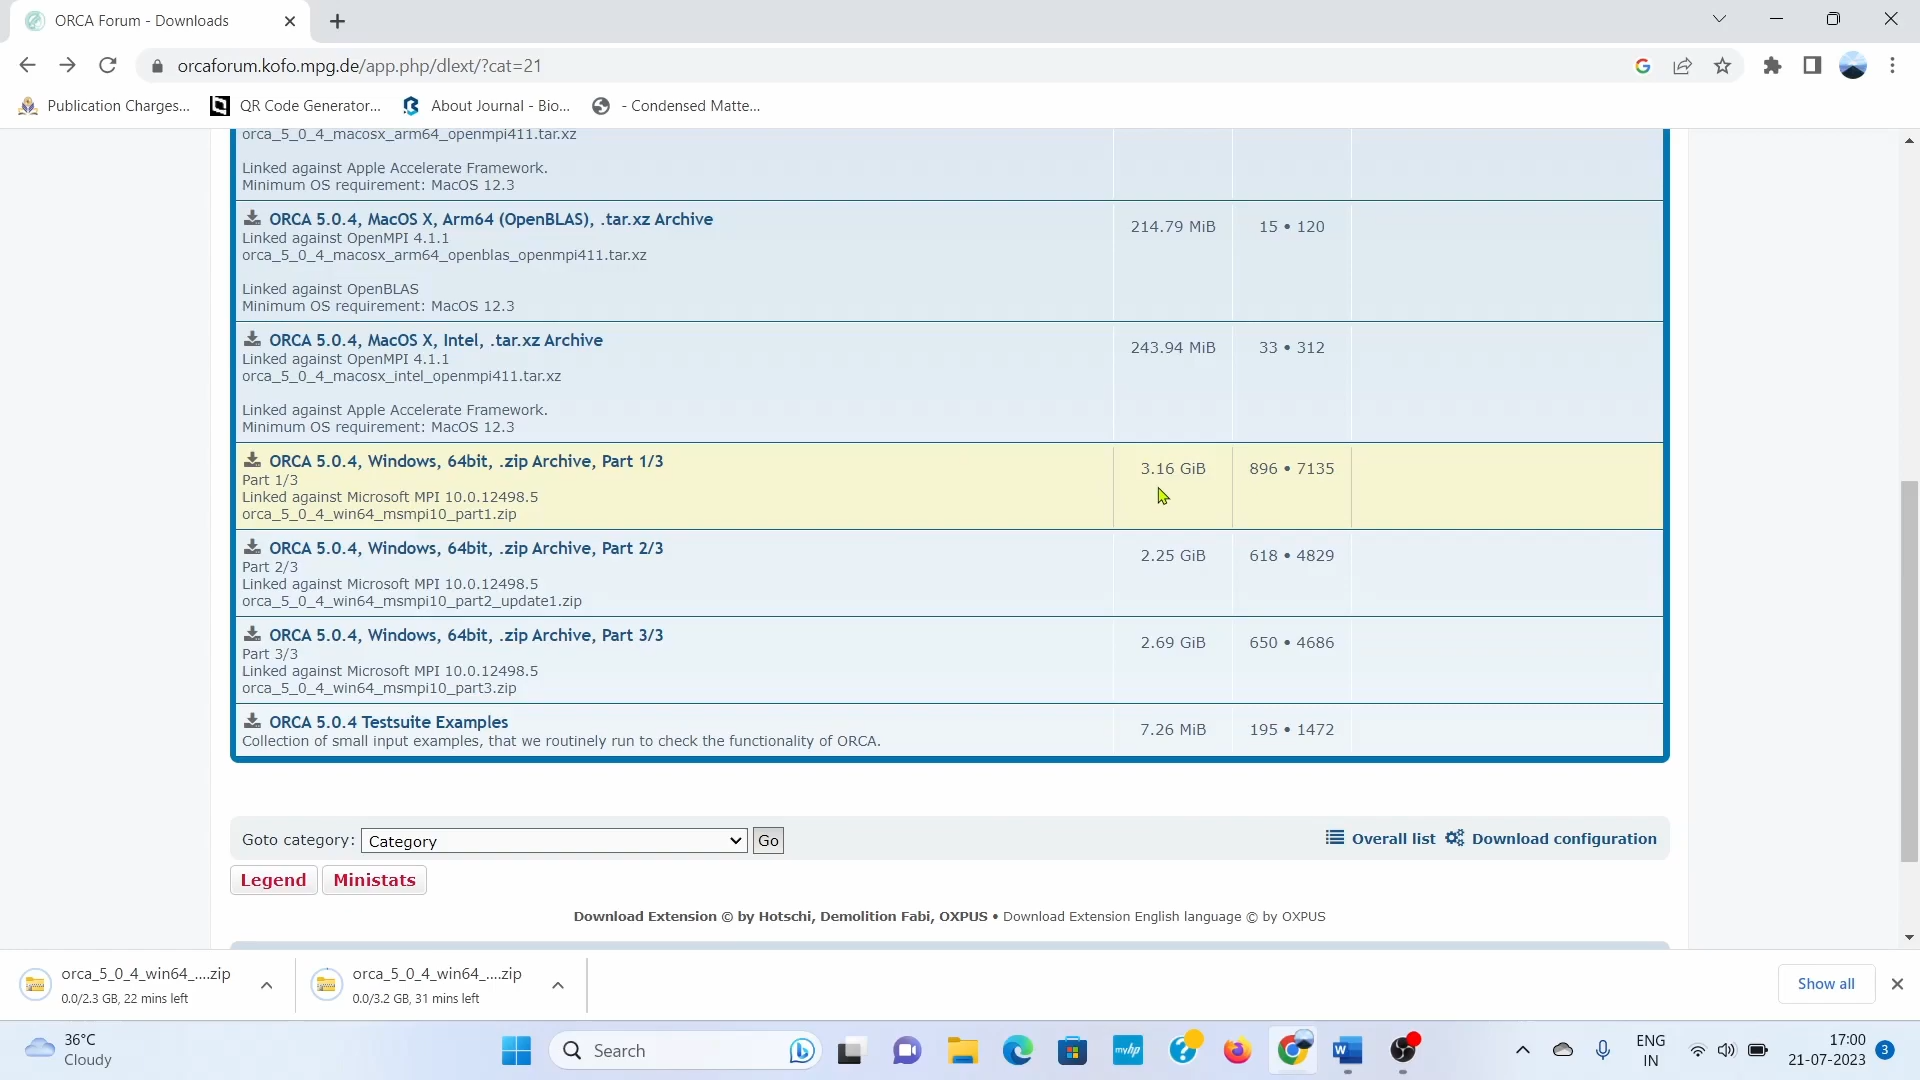 ORCA Forum - Downloads
orcaforum.kofo.mpg.de/app.php/dlext/?cat=21
Publication Charges...
QR Code Generator...
About Journal - Bio...
- Condensed Matte...
orca_5_0_4_macosx_arm64_openmpi411.tar.xz
Linked against Apple Accelerate Framework.
Minimum OS requirement: MacOS 12.3
ORCA 5.0.4, MacOS X, Arm64 (OpenBLAS), .tar.xz Archive
214.79 MiB
15 • 120
Linked against OpenMPI 4.1.1
orca_5_0_4_macosx_arm64_openblas_openmpi411.tar.xz
Linked against OpenBLAS
Minimum OS requirement: MacOS 12.3
ORCA 5.0.4, MacOS X, Intel, .tar.xz Archive
243.94 MiB
33 • 312
Linked against OpenMPI 4.1.1
orca_5_0_4_macosx_intel_openmpi411.tar.xz
Linked against Apple Accelerate Framework.
Minimum OS requirement: MacOS 12.3
ORCA 5.0.4, Windows, 64bit, .zip Archive, Part 1/3
3.16 GiB
896 • 7135
Part 1/3
Linked against Microsoft MPI 10.0.12498.5
orca_5_0_4_win64_msmpi10_part1.zip
ORCA 5.0.4, Windows, 64bit, .zip Archive, Part 2/3
2.25 GiB
618 • 4829
Part 2/3
Linked against Microsoft MPI 10.0.12498.5
orca_5_0_4_win64_msmpi10_part2_update1.zip
ORCA 5.0.4, Windows, 64bit, .zip Archive, Part 3/3
2.69 GiB
650 • 4686
Part 3/3
Linked against Microsoft MPI 10.0.12498.5
orca_5_0_4_win64_msmpi10_part3.zip
ORCA 5.0.4 Testsuite Examples
7.26 MiB
195 • 1472
Collection of small input examples, that we routinely run to check the functionality of ORCA.
Goto category: Category Go
Overall list
Download configuration
Legend
Ministats
Download Extension © by Hotschi, Demolition Fabi, OXPUS • Download Extension English language © by OXPUS
orca_5_0_4_win64_....zip
0.0/2.3 GB, 22 mins left
orca_5_0_4_win64_....zip
0.0/3.2 GB, 31 mins left
Show all
36°C
Cloudy
Search
myhp
ENG
IN
17:00
21-07-2023
3